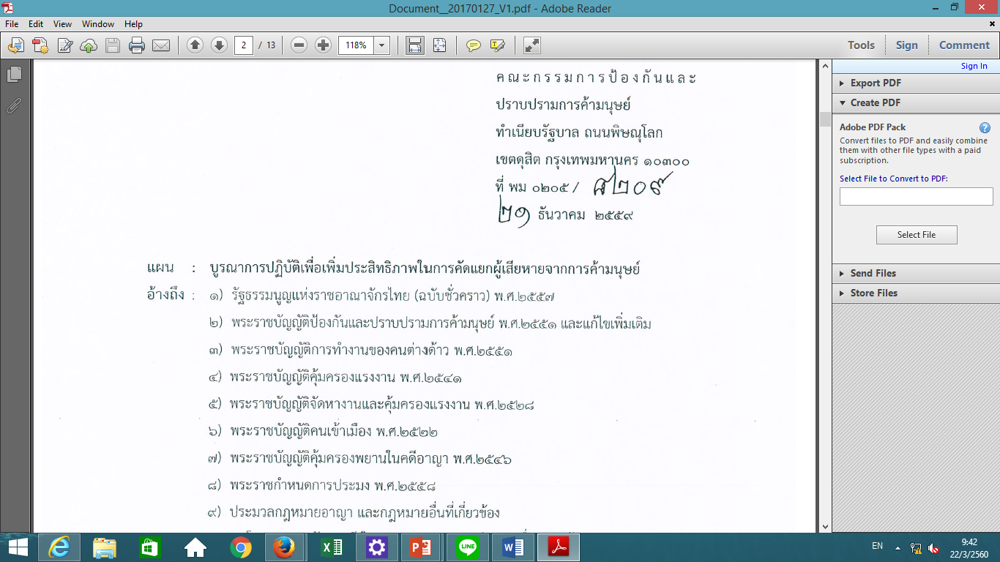 Document__20170127_V1.pdf - Adobe Reader
File Edit View Window Help
2 / 13 118% Tools Sign Comment
Sign In
Export PDF
Create PDF
Adobe PDF Pack
Convert files to PDF and easily combine
them with other file types with a paid
subscription.
Select File to Convert to PDF:
Select File
Send Files
Store Files
คณะกรรมการป้องกันและ
ปราบปรามการค้ามนุษย์
ทำเนียบรัฐบาล ถนนพิษณุโลก
เขตดุสิต กรุงเทพมหานคร ๑๐๓๐๐
ที่ พม ๐๒๐๕ / ๘๒๐๙
๒๑ ธันวาคม ๒๕๕๙
แผน : บูรณาการปฏิบัติเพื่อเพิ่มประสิทธิภาพในการคัดแยกผู้เสียหายจากการค้ามนุษย์
อ้างถึง : ๑) รัฐธรรมนูญแห่งราชอาณาจักรไทย (ฉบับชั่วคราว) พ.ศ.๒๕๕๗
๒) พระราชบัญญัติป้องกันและปราบปรามการค้ามนุษย์ พ.ศ.๒๕๕๑ และแก้ไขเพิ่มเติม
๓) พระราชบัญญัติการทำงานของคนต่างด้าว พ.ศ.๒๕๕๑
๔) พระราชบัญญัติคุ้มครองแรงงาน พ.ศ.๒๕๔๑
๕) พระราชบัญญัติจัดหางานและคุ้มครองแรงงาน พ.ศ.๒๕๒๘
๖) พระราชบัญญัติคนเข้าเมือง พ.ศ.๒๕๒๒
๗) พระราชบัญญัติคุ้มครองพยานในคดีอาญา พ.ศ.๒๕๔๖
๘) พระราชกำหนดการประมง พ.ศ.๒๕๕๘
๙) ประมวลกฎหมายอาญา และกฎหมายอื่นที่เกี่ยวข้อง
LINE
EN
9:42
22/3/2560